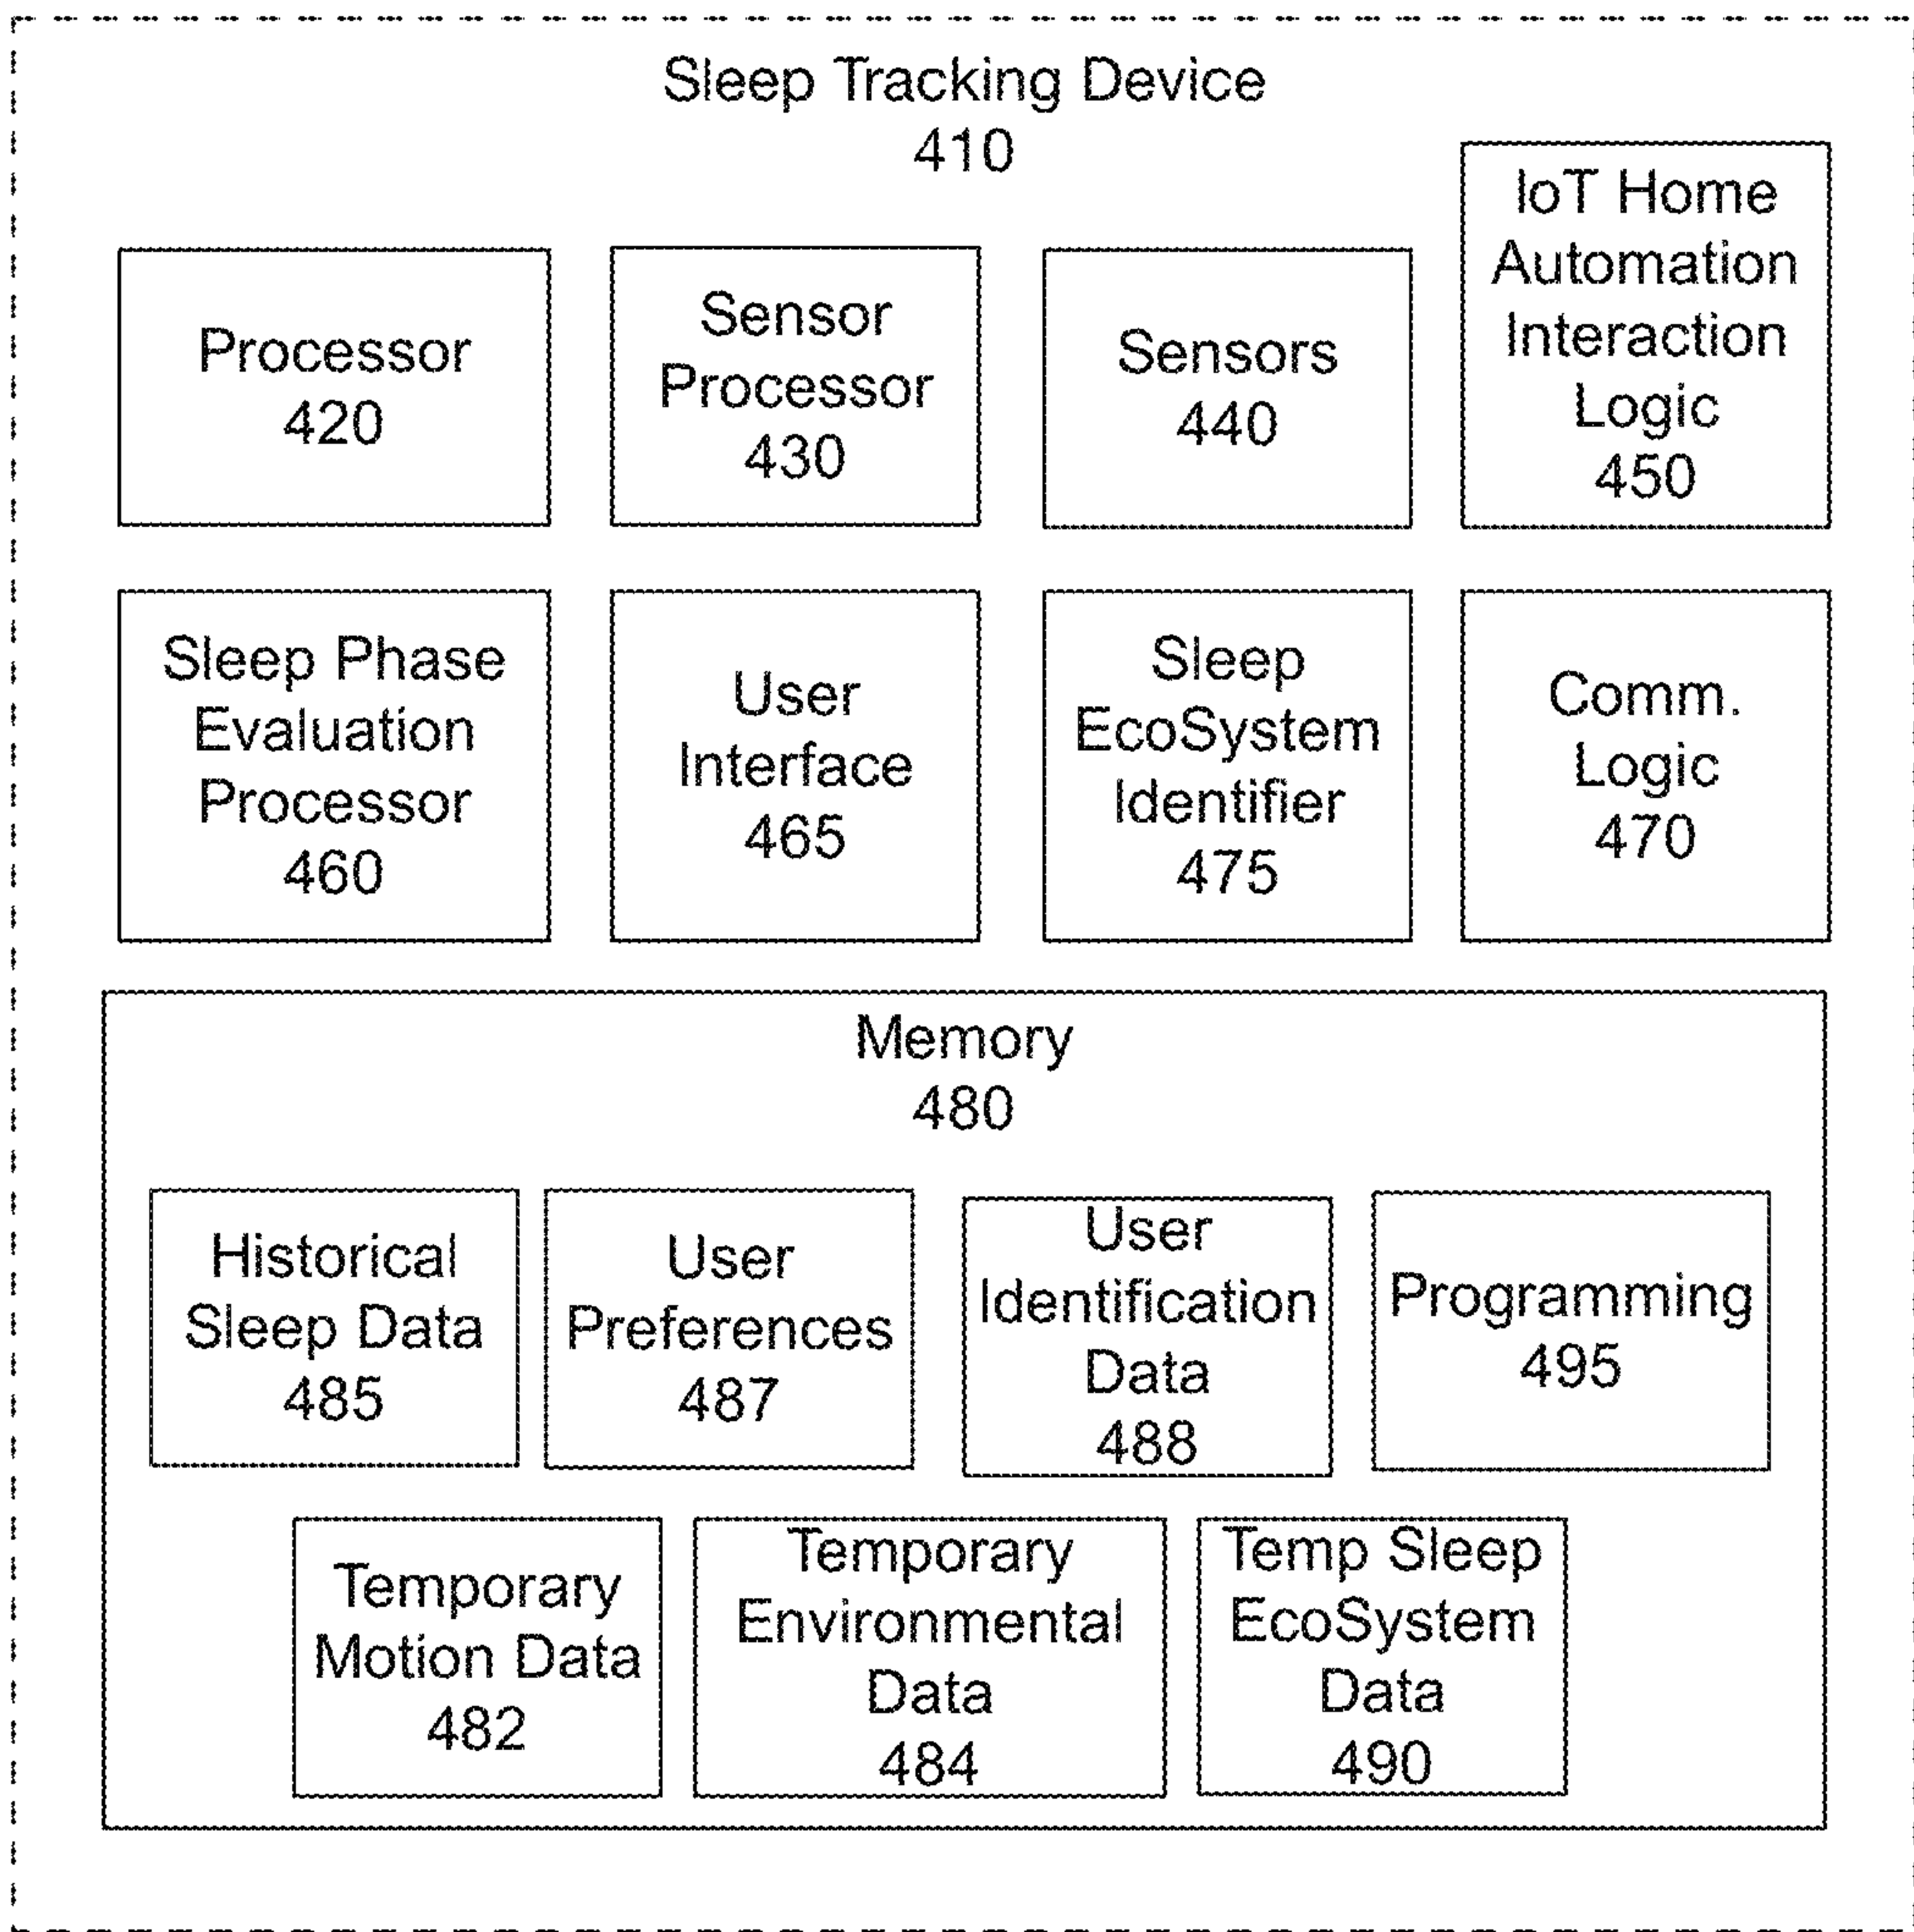 Sleep Tracking Device
410
Processor
420
Sensor
Processor
430
Sensors
440
IoT Home
Automation
Interaction
Logic
450
Sleep Phase
Evaluation
Processor
460
User
Interface
465
Sleep
EcoSystem
Identifier
475
Comm.
Logic
470
Memory
480
Historical
Sleep Data
485
User
Preferences
487
User
Identification
Data
488
Programming
495
Temporary
Motion Data
482
Temporary
Environmental
Data
484
Temp Sleep
EcoSystem
Data
490